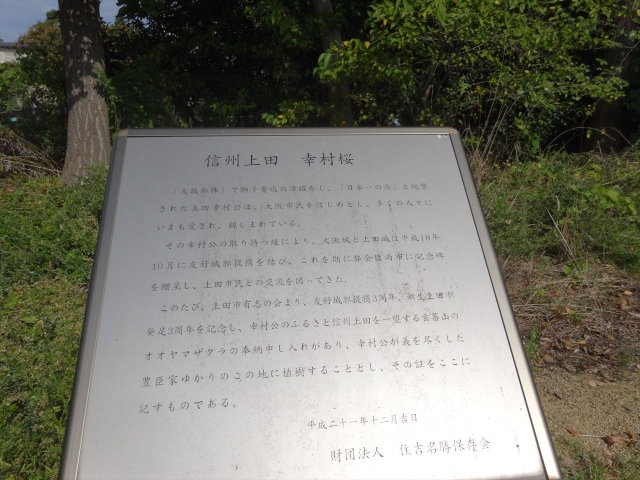 信州上田　幸村桜
「大阪の陣」で獅子奮迅の活躍をし、「日本一の兵」と絶賛
された真田幸村公は、大阪市民をはじめとし、多くの人々に
いまも愛され、親しまれている。
その幸村公の取り持つ縁により、大阪城と上田城は平成18年
10月に友好城郭提携を結び、これを期に弊会は両市に記念碑
を贈呈し、上田市民との交流を図ってきた。
このたび、上田市有志の会より、友好城郭提携3周年、新生上田市
発足3周年を記念し、幸村公のふるさと信州上田を一望する
オオヤマザクラの奉納申し入れがあり、幸村公が義を尽くした
豊臣家ゆかりのこの地に植樹することとし、その証をここに
記すものである。
平成二十一年十二月吉日
財団法人　住吉名勝保存会